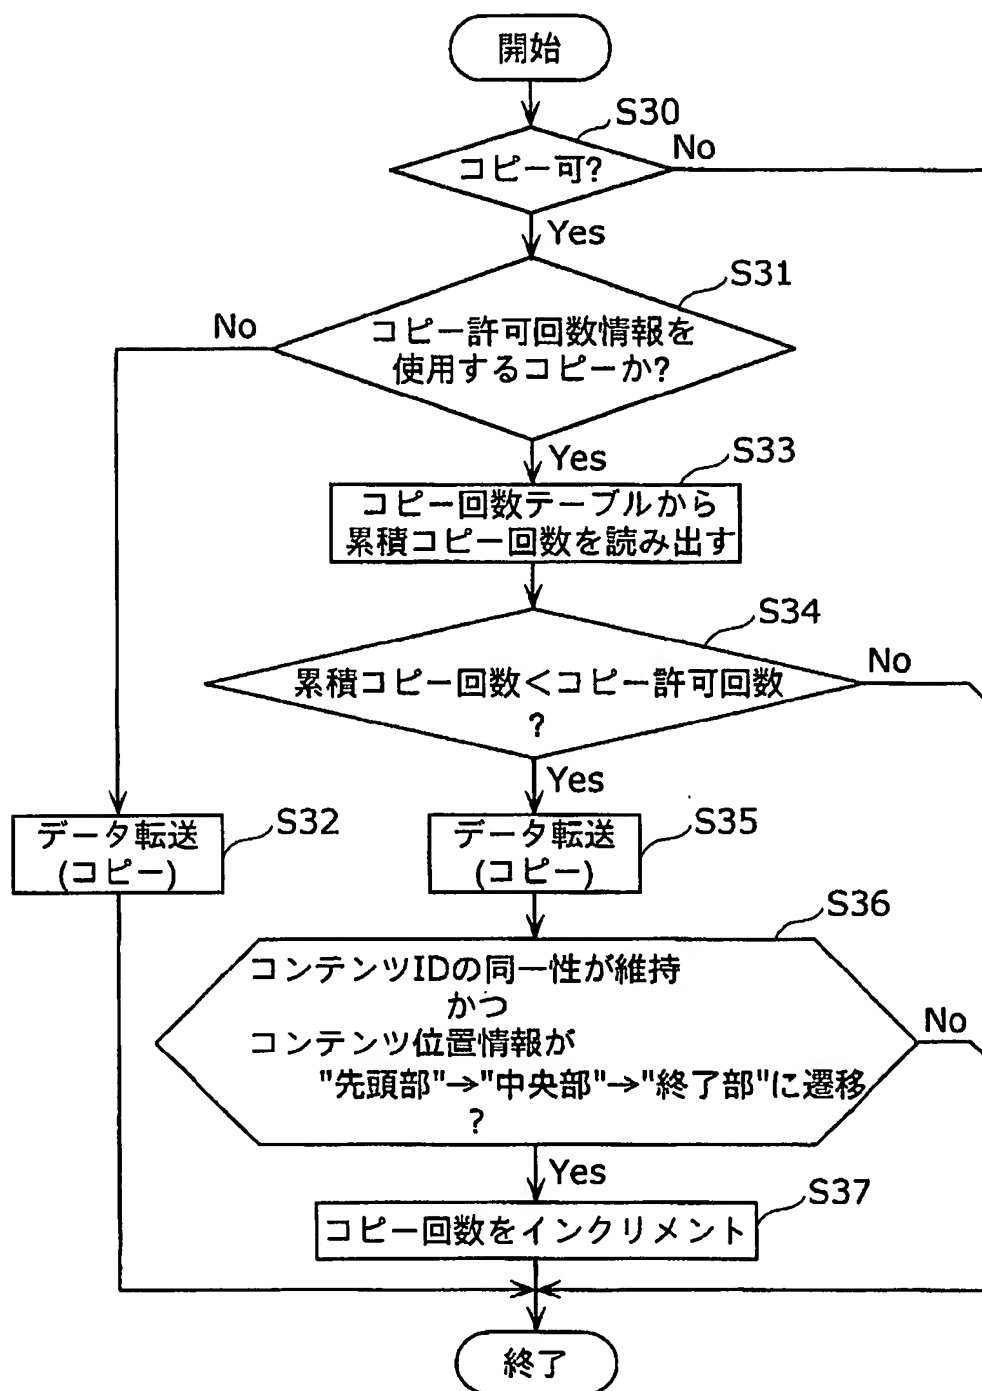 開始
S30
コピー可?
No
Yes
S31
コピー許可回数情報を
使用するコピーか?
No
Yes
S33
コピー回数テーブルから
累積コピー回数を読み出す
S34
累積コピー回数<コピー許可回数
?
No
Yes
データ転送
(コピー)
S32
データ転送
(コピー)
S35
S36
コンテンツIDの同一性が維持
かつ
コンテンツ位置情報が
"先頭部"→"中央部"→"終了部"に遷移
?
No
Yes
S37
コピー回数をインクリメント
終了